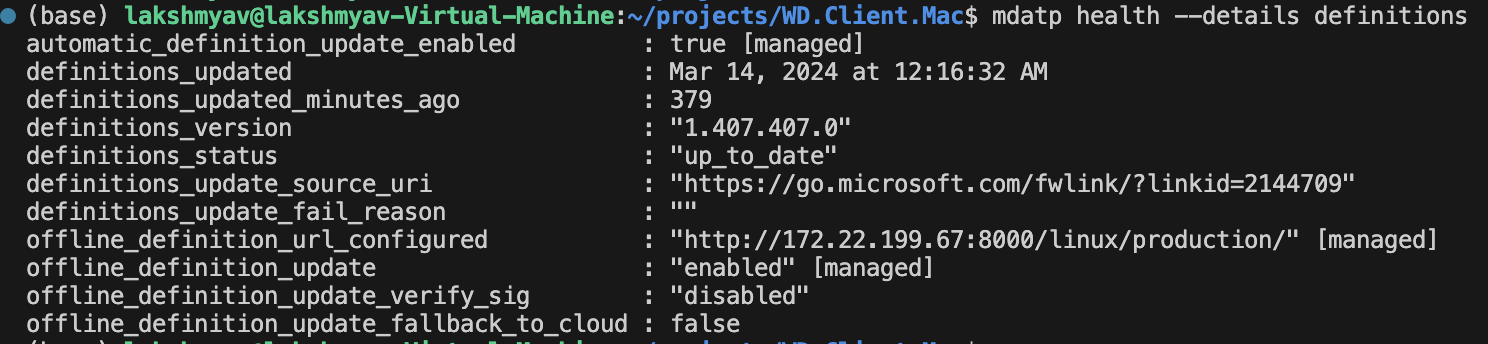 (base) lakshmyav@lakshmyav-Virtual-Machine:~/projects/WD.Client.Mac$ mdatp health --details definitions
automatic_definition_update_enabled : true [managed]
definitions_updated : Mar 14, 2024 at 12:16:32 AM
definitions_updated_minutes_ago : 379
definitions_version : "1.407.407.0"
definitions_status : "up_to_date"
definitions_update_source_uri : "https://go.microsoft.com/fwlink/?linkid=2144709"
definitions_update_fail_reason : ""
offline_definition_url_configured : "http://172.22.199.67:8000/linux/production/" [managed]
offline_definition_update : "enabled" [managed]
offline_definition_update_verify_sig : "disabled"
offline_definition_update_fallback_to_cloud : false